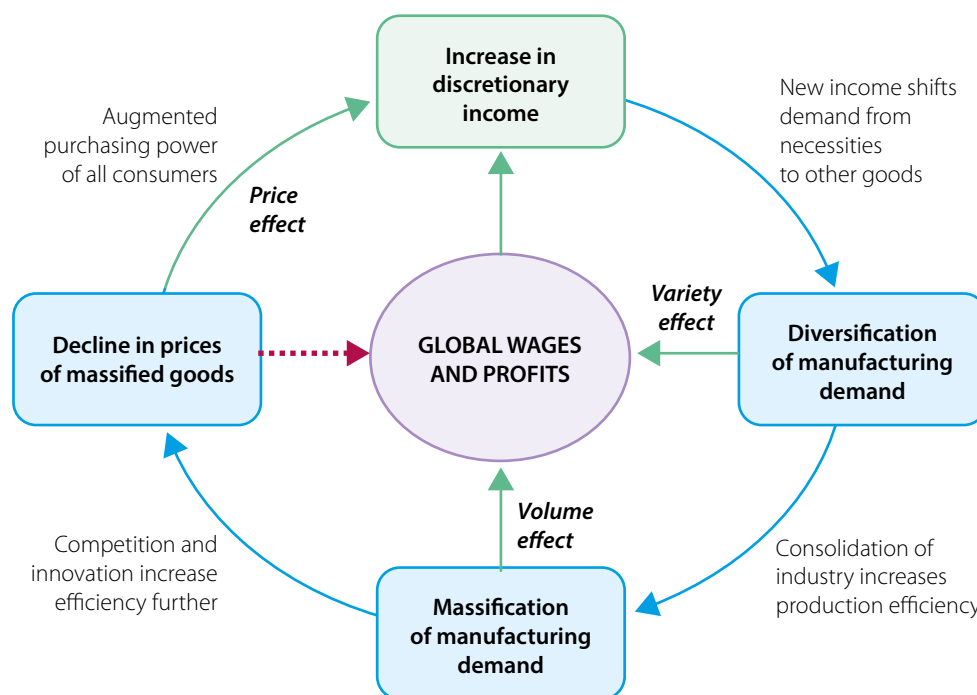 Increase in
discretionary
income
Augmented
purchasing power
of all consumers
New income shifts
demand from
necessities
to other goods
Price
effect
Variety
effect
Decline in prices
of massified goods
GLOBAL WAGES
AND PROFITS
Diversification
of manufacturing
demand
Volume
effect
Competition and
innovation increase
efficiency further
Consolidation of
industry increases
production efficiency
Massification
of manufacturing
demand